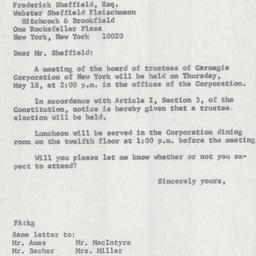 Frederick Sheffield, Esq.
Webster Sheffield Fleischmann
Hitchcock & Brookfield
One Rockefeller Plaza
New York, New York 10020
Dear Mr. Sheffield:
A meeting of the board of trustees of Carnegie
Corporation of New York will be held on Thursday,
May 18, at 2:00 p.m. in the offices of the Corporation.
In accordance with Article I, Section 3, of the
Constitution, notice is hereby given that a trustee
election will be held.
Luncheon will be served in the Corporation dining
room on the twelfth floor at 1:00 p.m. before the meeting
Will you please let me know whether or not you ex-
pect to attend?
Sincerely yours,
FA:kg
Same letter to:
Mr. Ames Mr. MacIntyre
Mr. Bacher Mrs. Miller